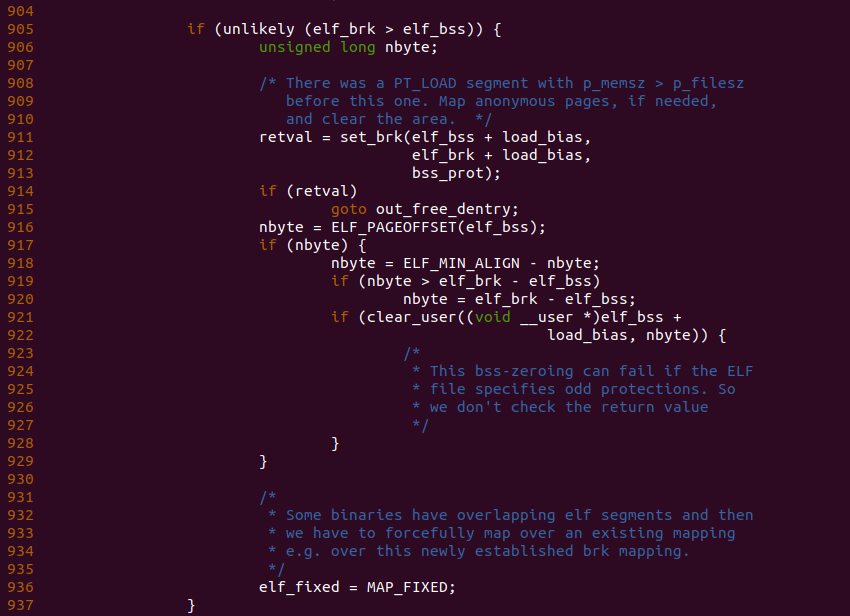 904
905                 if (unlikely (elf_brk > elf_bss)) {
906                         unsigned long nbyte;
907
908                         /* There was a PT_LOAD segment with p_memsz > p_filesz
909                            before this one. Map anonymous pages, if needed,
910                            and clear the area.  */
911                         retval = set_brk(elf_bss + load_bias,
912                                          elf_brk + load_bias,
913                                          bss_prot);
914                         if (retval)
915                                 goto out_free_dentry;
916                         nbyte = ELF_PAGEOFFSET(elf_bss);
917                         if (nbyte) {
918                                 nbyte = ELF_MIN_ALIGN - nbyte;
919                                 if (nbyte > elf_brk - elf_bss)
920                                         nbyte = elf_brk - elf_bss;
921                                 if (clear_user((void __user *)elf_bss +
922                                                         load_bias, nbyte)) {
923                                         /*
924                                          * This bss-zeroing can fail if the ELF
925                                          * file specifies odd protections. So
926                                          * we don't check the return value
927                                          */
928                                 }
929                         }
930
931                         /*
932                          * Some binaries have overlapping elf segments and then
933                          * we have to forcefully map over an existing mapping
934                          * e.g. over this newly established brk mapping.
935                          */
936                         elf_fixed = MAP_FIXED;
937                 }